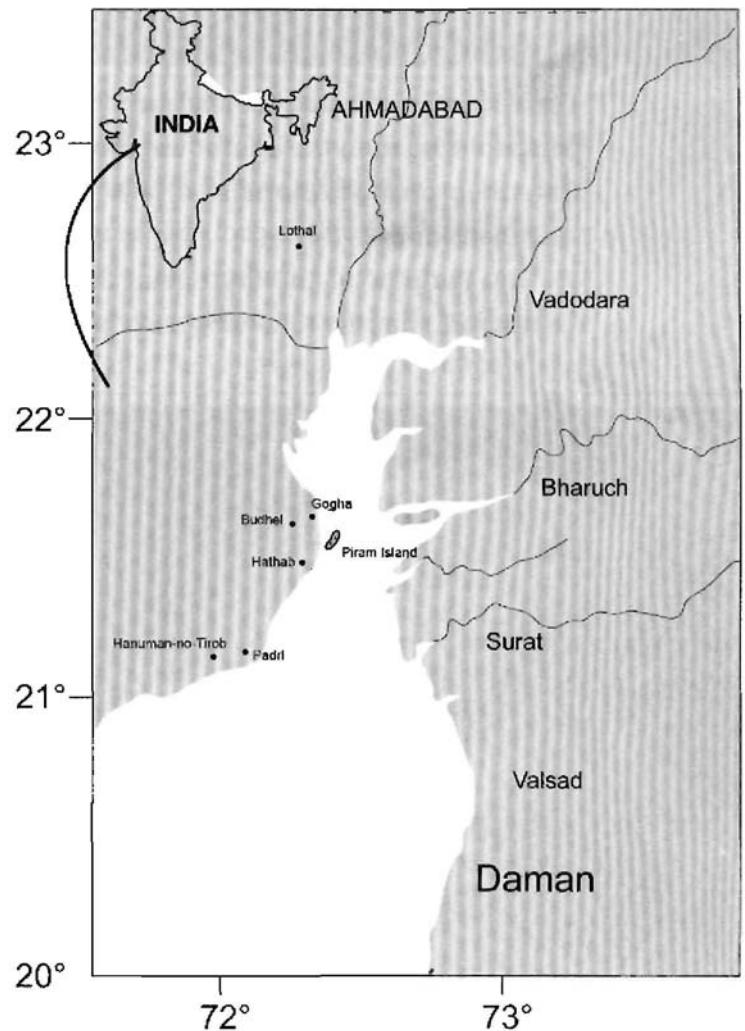 INDIA
AHMADABAD
23°
Lothal
Vadodara
22°
Bharuch
Gogha
Budhel
Piram Island
Hathab
Surat
Hanuman-no-Tirob
Padri
21°
Valsad
Daman
20°
72°
73°